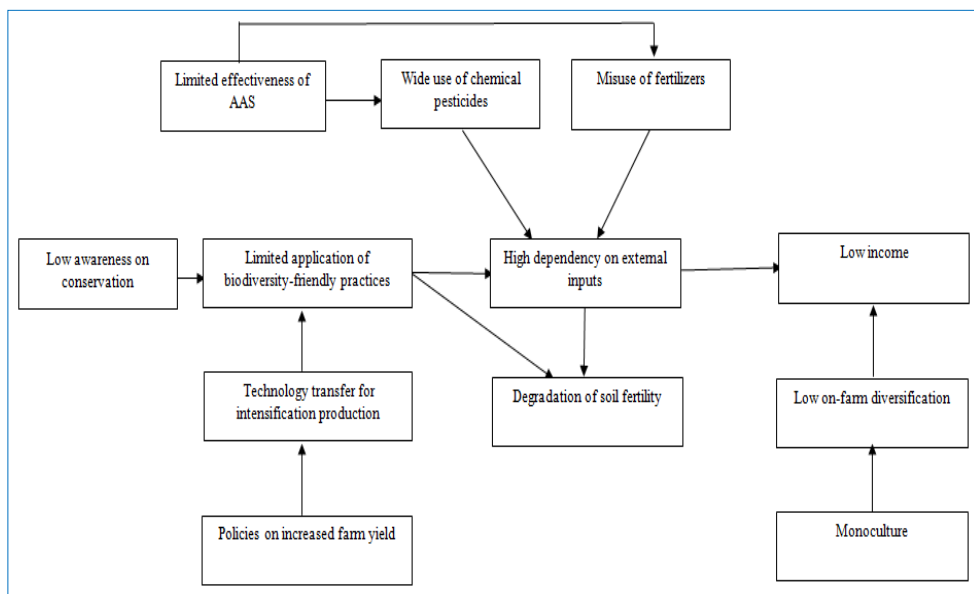 Limited effectiveness of
AAS
Wide use of chemical
pesticides
Misuse of fertilizers
Low awareness on
conservation
Limited application of
biodiversity-friendly practices
High dependency on external
inputs
Low income
Technology transfer for
intensification production
Degradation of soil fertility
Low on-farm diversification
Policies on increased farm yield
Monoculture